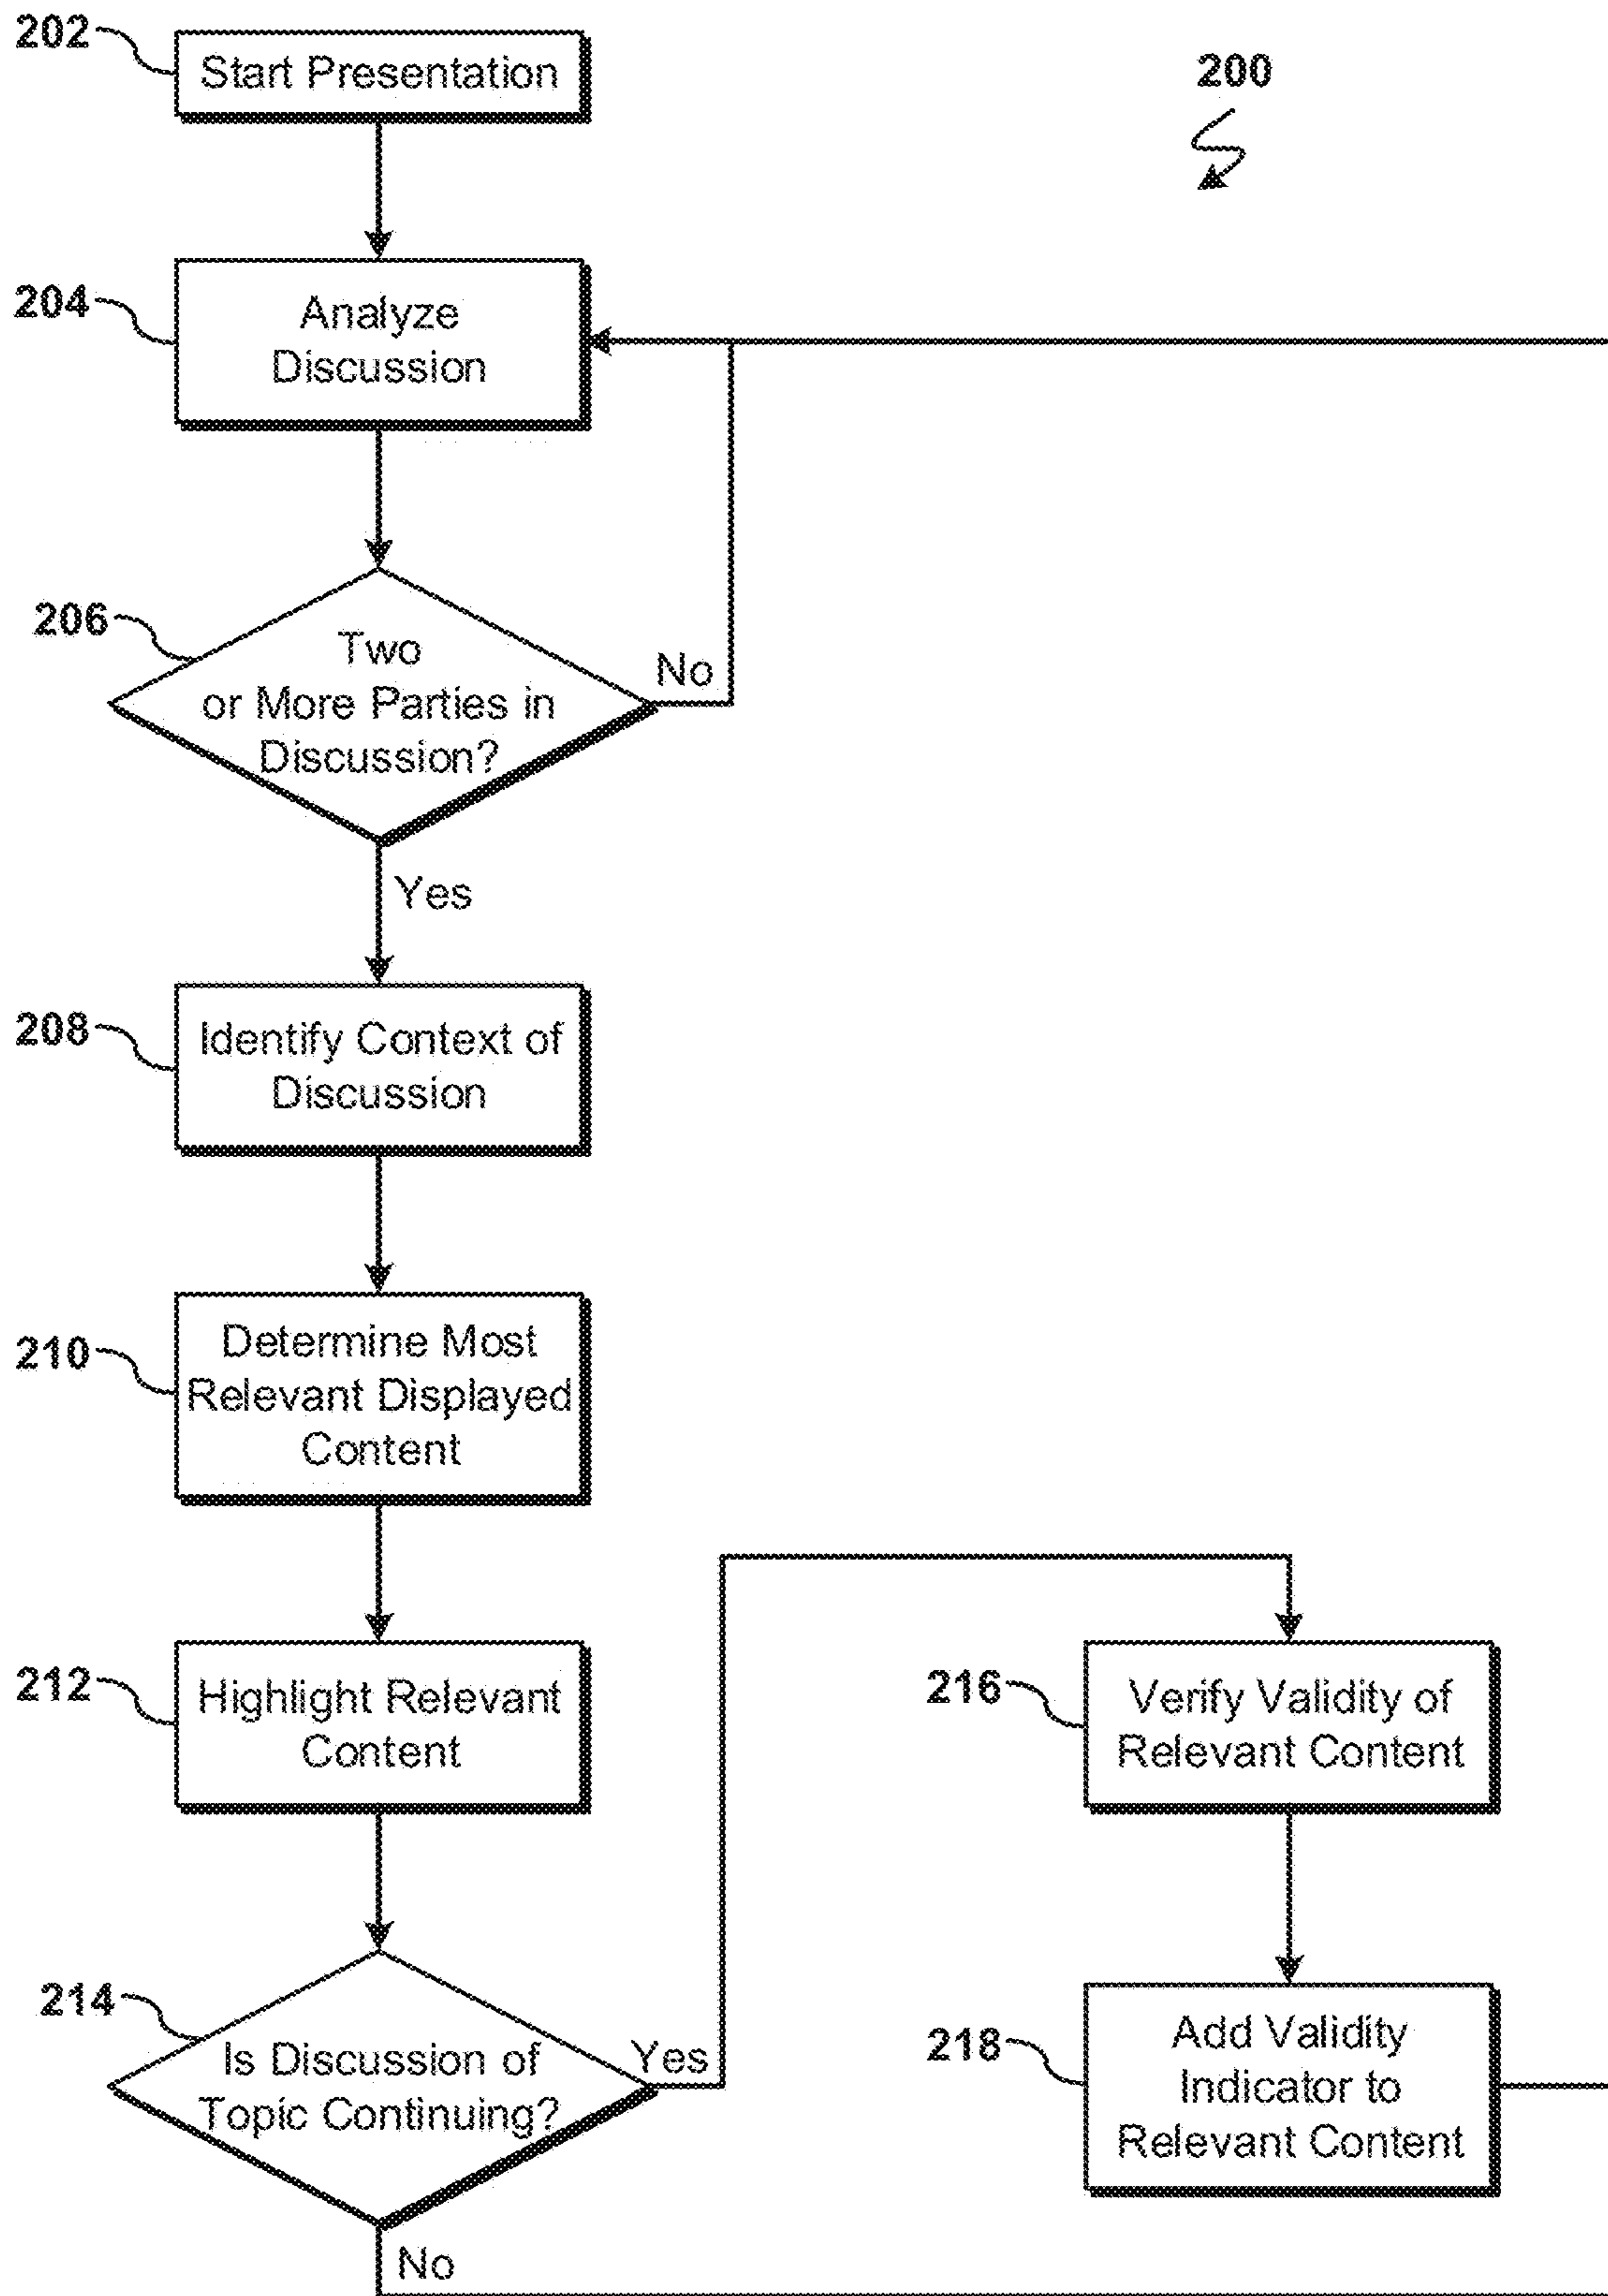 202
Start Presentation
200
204
Analyze
Discussion
206
Two
or More Parties in
Discussion?
No
Yes
208
Identify Context of
Discussion
210
Determine Most
Relevant Displayed
Content
212
Highlight Relevant
Content
214
Is Discussion of
Topic Continuing?
Yes
No
216
Verify Validity of
Relevant Content
218
Add Validity
Indicator to
Relevant Content